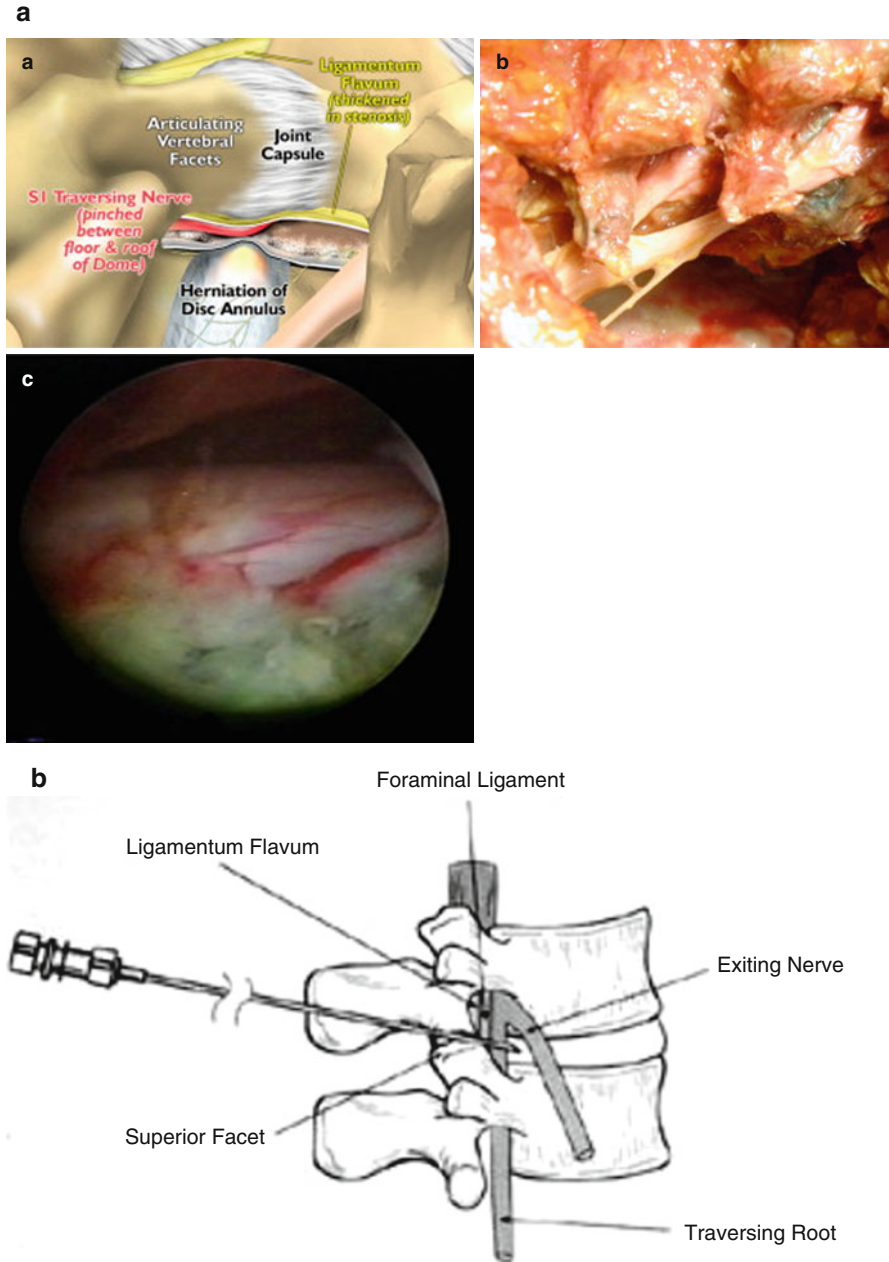 a
a
Ligamentum
Flavum
(thickened
in stenosis)
Articulating
Vertebral
Facets
Joint
Capsule
S1 Traversing Nerve
(pinched
between
floor & roof
of Dome)
Herniation of
Disc Annulus
b
c
b
Foraminal Ligament
Ligamentum Flavum
Exiting Nerve
Superior Facet
Traversing Root